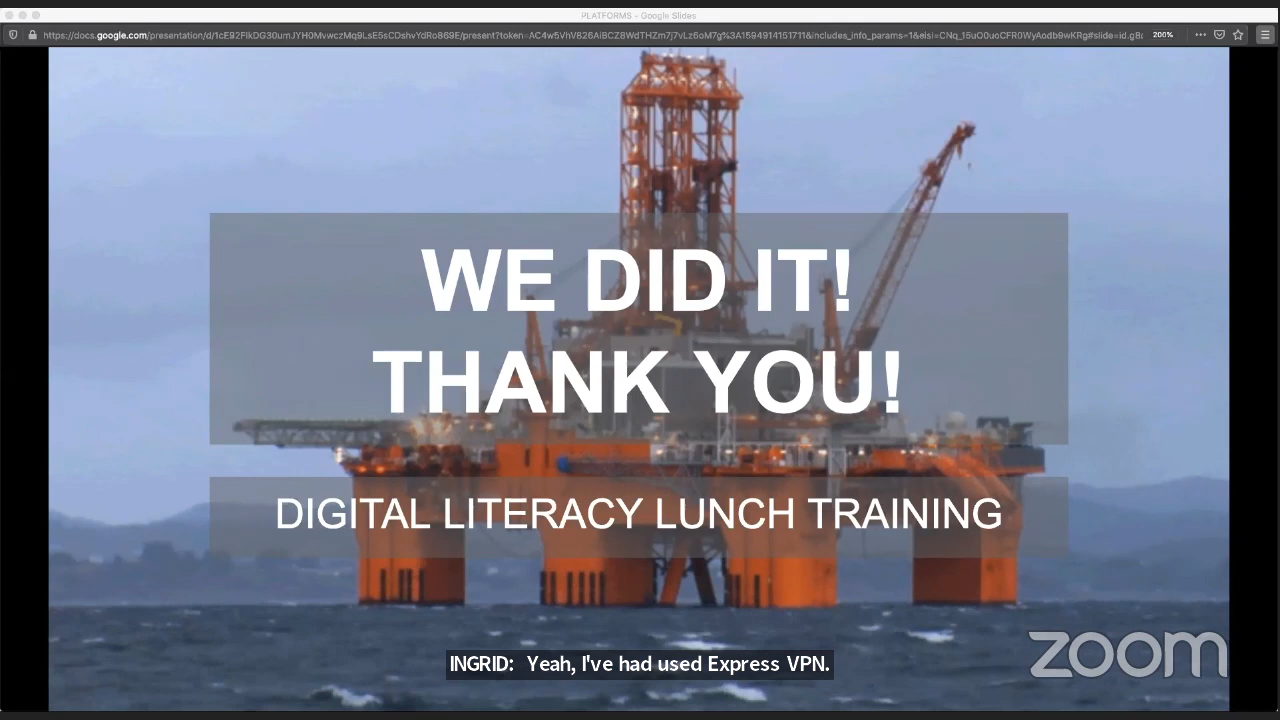 PLATFORMS - Google Slides
200%
WE DID IT!
THANK YOU!
DIGITAL LITERACY LUNCH TRAINING
zoom
INGRID: Yeah, I've had used Express VPN.